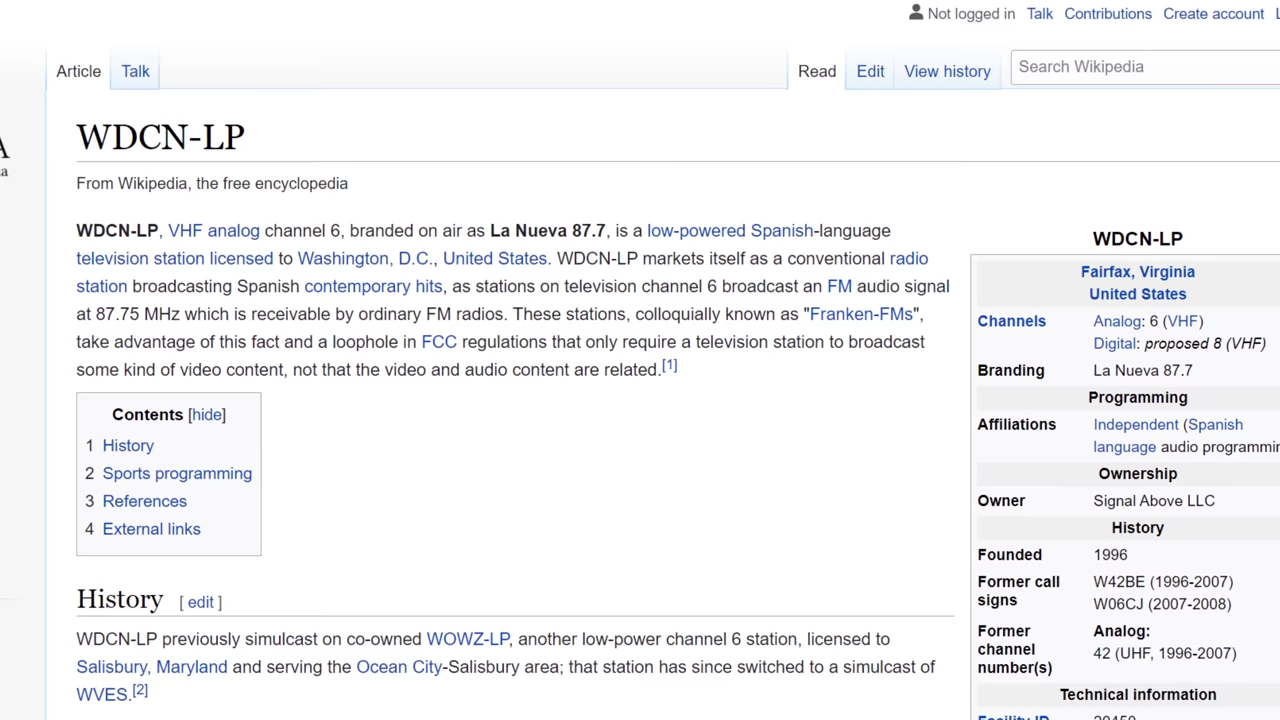 Not logged in Talk Contributions Create account
Article Talk Read Edit View history Search Wikipedia
WDCN-LP
From Wikipedia, the free encyclopedia
WDCN-LP, VHF analog channel 6, branded on air as La Nueva 87.7, is a low-powered Spanish-language
television station licensed to Washington, D.C., United States. WDCN-LP markets itself as a conventional radio
station broadcasting Spanish contemporary hits, as stations on television channel 6 broadcast an FM audio signal
at 87.75 MHz which is receivable by ordinary FM radios. These stations, colloquially known as "Franken-FMs",
take advantage of this fact and a loophole in FCC regulations that only require a television station to broadcast
some kind of video content, not that the video and audio content are related.[1]
Contents [hide]
1 History
2 Sports programming
3 References
4 External links
History [ edit ]
WDCN-LP previously simulcast on co-owned WOWZ-LP, another low-power channel 6 station, licensed to
Salisbury, Maryland and serving the Ocean City-Salisbury area; that station has since switched to a simulcast of
WVES.[2]
WDCN-LP
Fairfax, Virginia
United States
Channels Analog: 6 (VHF)
Digital: proposed 8 (VHF)
Branding La Nueva 87.7
Programming
Affiliations Independent (Spanish
language audio programmin
Ownership
Owner Signal Above LLC
History
Founded 1996
Former call W42BE (1996-2007)
signs W06CJ (2007-2008)
Former Analog:
channel 42 (UHF, 1996-2007)
number(s)
Technical information